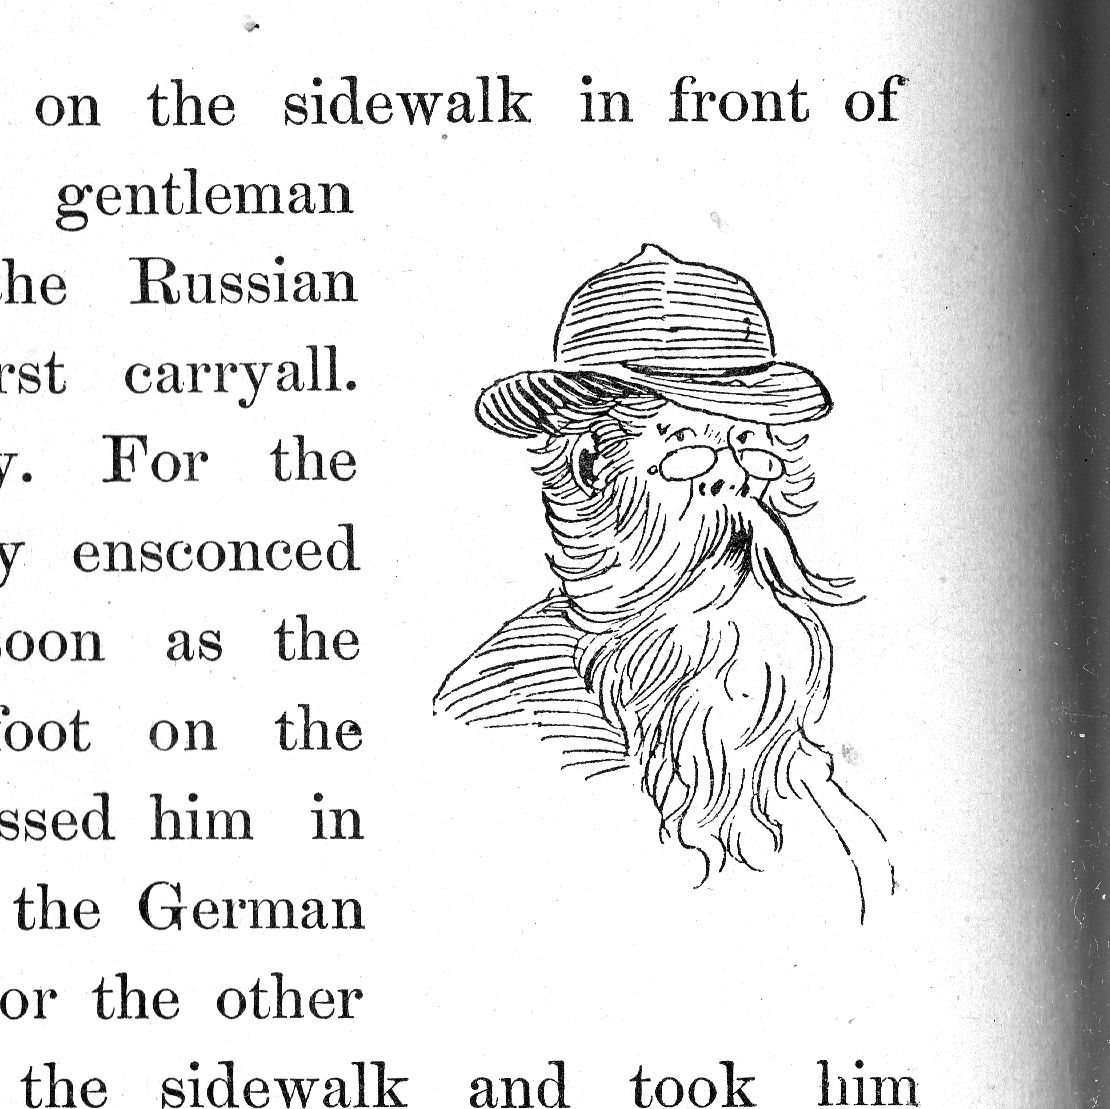 on the sidewalk in front of
gentleman
he Russian
rst carryall.
y. For the
y ensconced
soon as the
foot on the
ssed him in
the German
or the other
the sidewalk and took him